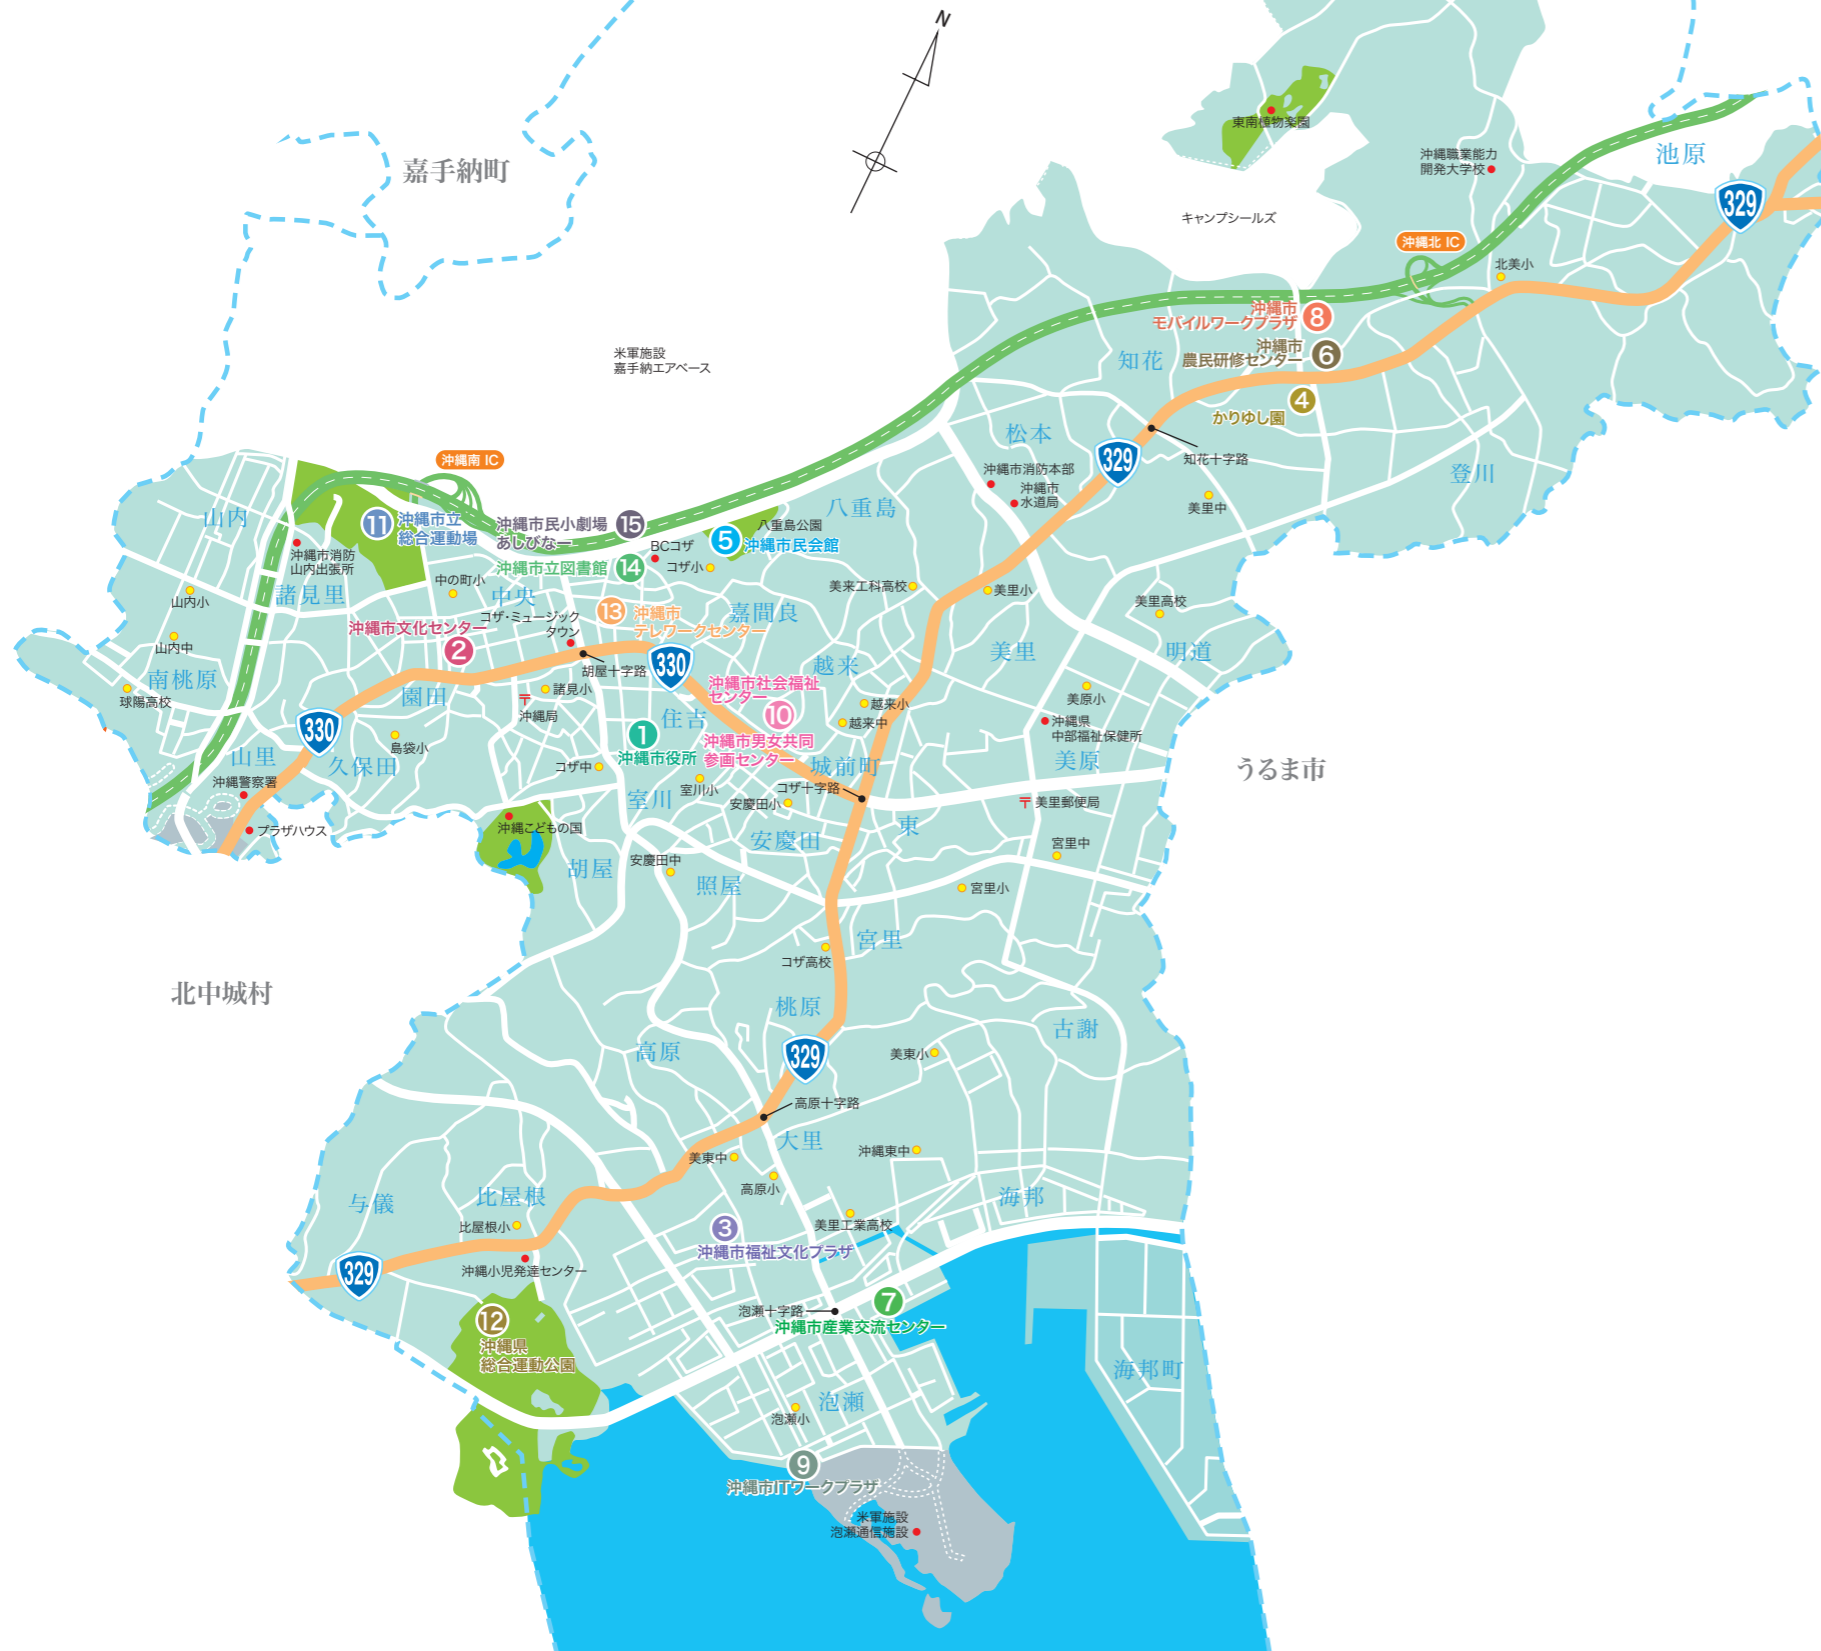 N
嘉手納町
東南植物楽園
沖縄職業能力
開発大学校
池原
329
キャンプシールズ
沖縄北 IC
北美小
沖縄市
モバイルワークプラザ
8
沖縄市
農民研修センター
6
知花
4
かりゆし園
米軍施設
嘉手納エアベース
松本
329
知花十字路
沖縄市消防本部
沖縄市
水道局
登川
美里中
沖縄南 IC
山内
11
沖縄市立
総合運動場
沖縄市民小劇場
あしびなー
15
八重島
八重島公園
5
沖縄市民会館
BCコザ
コザ小
沖縄市立図書館
14
沖縄市消防
山内出張所
中の町小
諸見里
中央
山内小
美来工科高校
美里小
美里高校
13
沖縄市
テレワークセンター
嘉間良
コザ・ミュージック
タウン
沖縄市文化センター
2
山内中
胡屋十字路
330
越来
美里
明道
南桃原
球陽高校
園田
諸見小
〒
沖縄局
沖縄市社会福祉
センター
10
沖縄市男女共同
参画センター
越来小
越来中
美原小
沖縄県
中部福祉保健所
美原
住吉
1
沖縄市役所
330
山里
久保田
島袋小
コザ中
城前町
うるま市
沖縄警察署
プラザハウス
室川
室川小
コザ十字路
安慶田小
〒美里郵便局
沖縄こどもの国
安慶田
東
宮里中
胡屋
安慶田中
照屋
宮里小
宮里
コザ高校
北中城村
桃原
古謝
高原
329
美東小
高原十字路
大里
沖縄東中
美東中
高原小
与儀
比屋根
海邦
比屋根小
3
沖縄市福祉文化プラザ
美里工業高校
329
沖縄小児発達センター
12
沖縄県
総合運動公園
泡瀬十字路
7
沖縄市産業交流センター
海邦町
泡瀬
泡瀬小
9
沖縄市ITワークプラザ
米軍施設
泡瀬通信施設